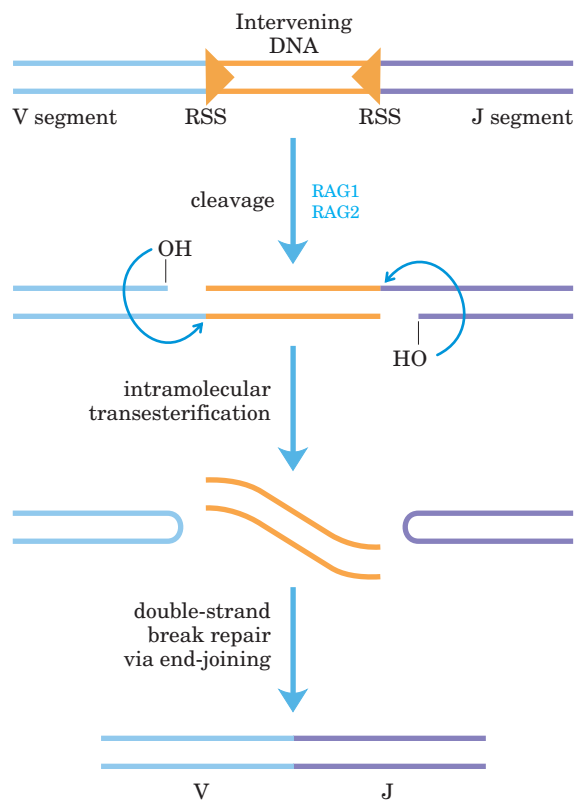 Intervening
DNA
V segment RSS RSS J segment
cleavage
RAG1
RAG2
OH
HO
intramolecular
transesterification
double-strand
break repair
via end-joining
V J